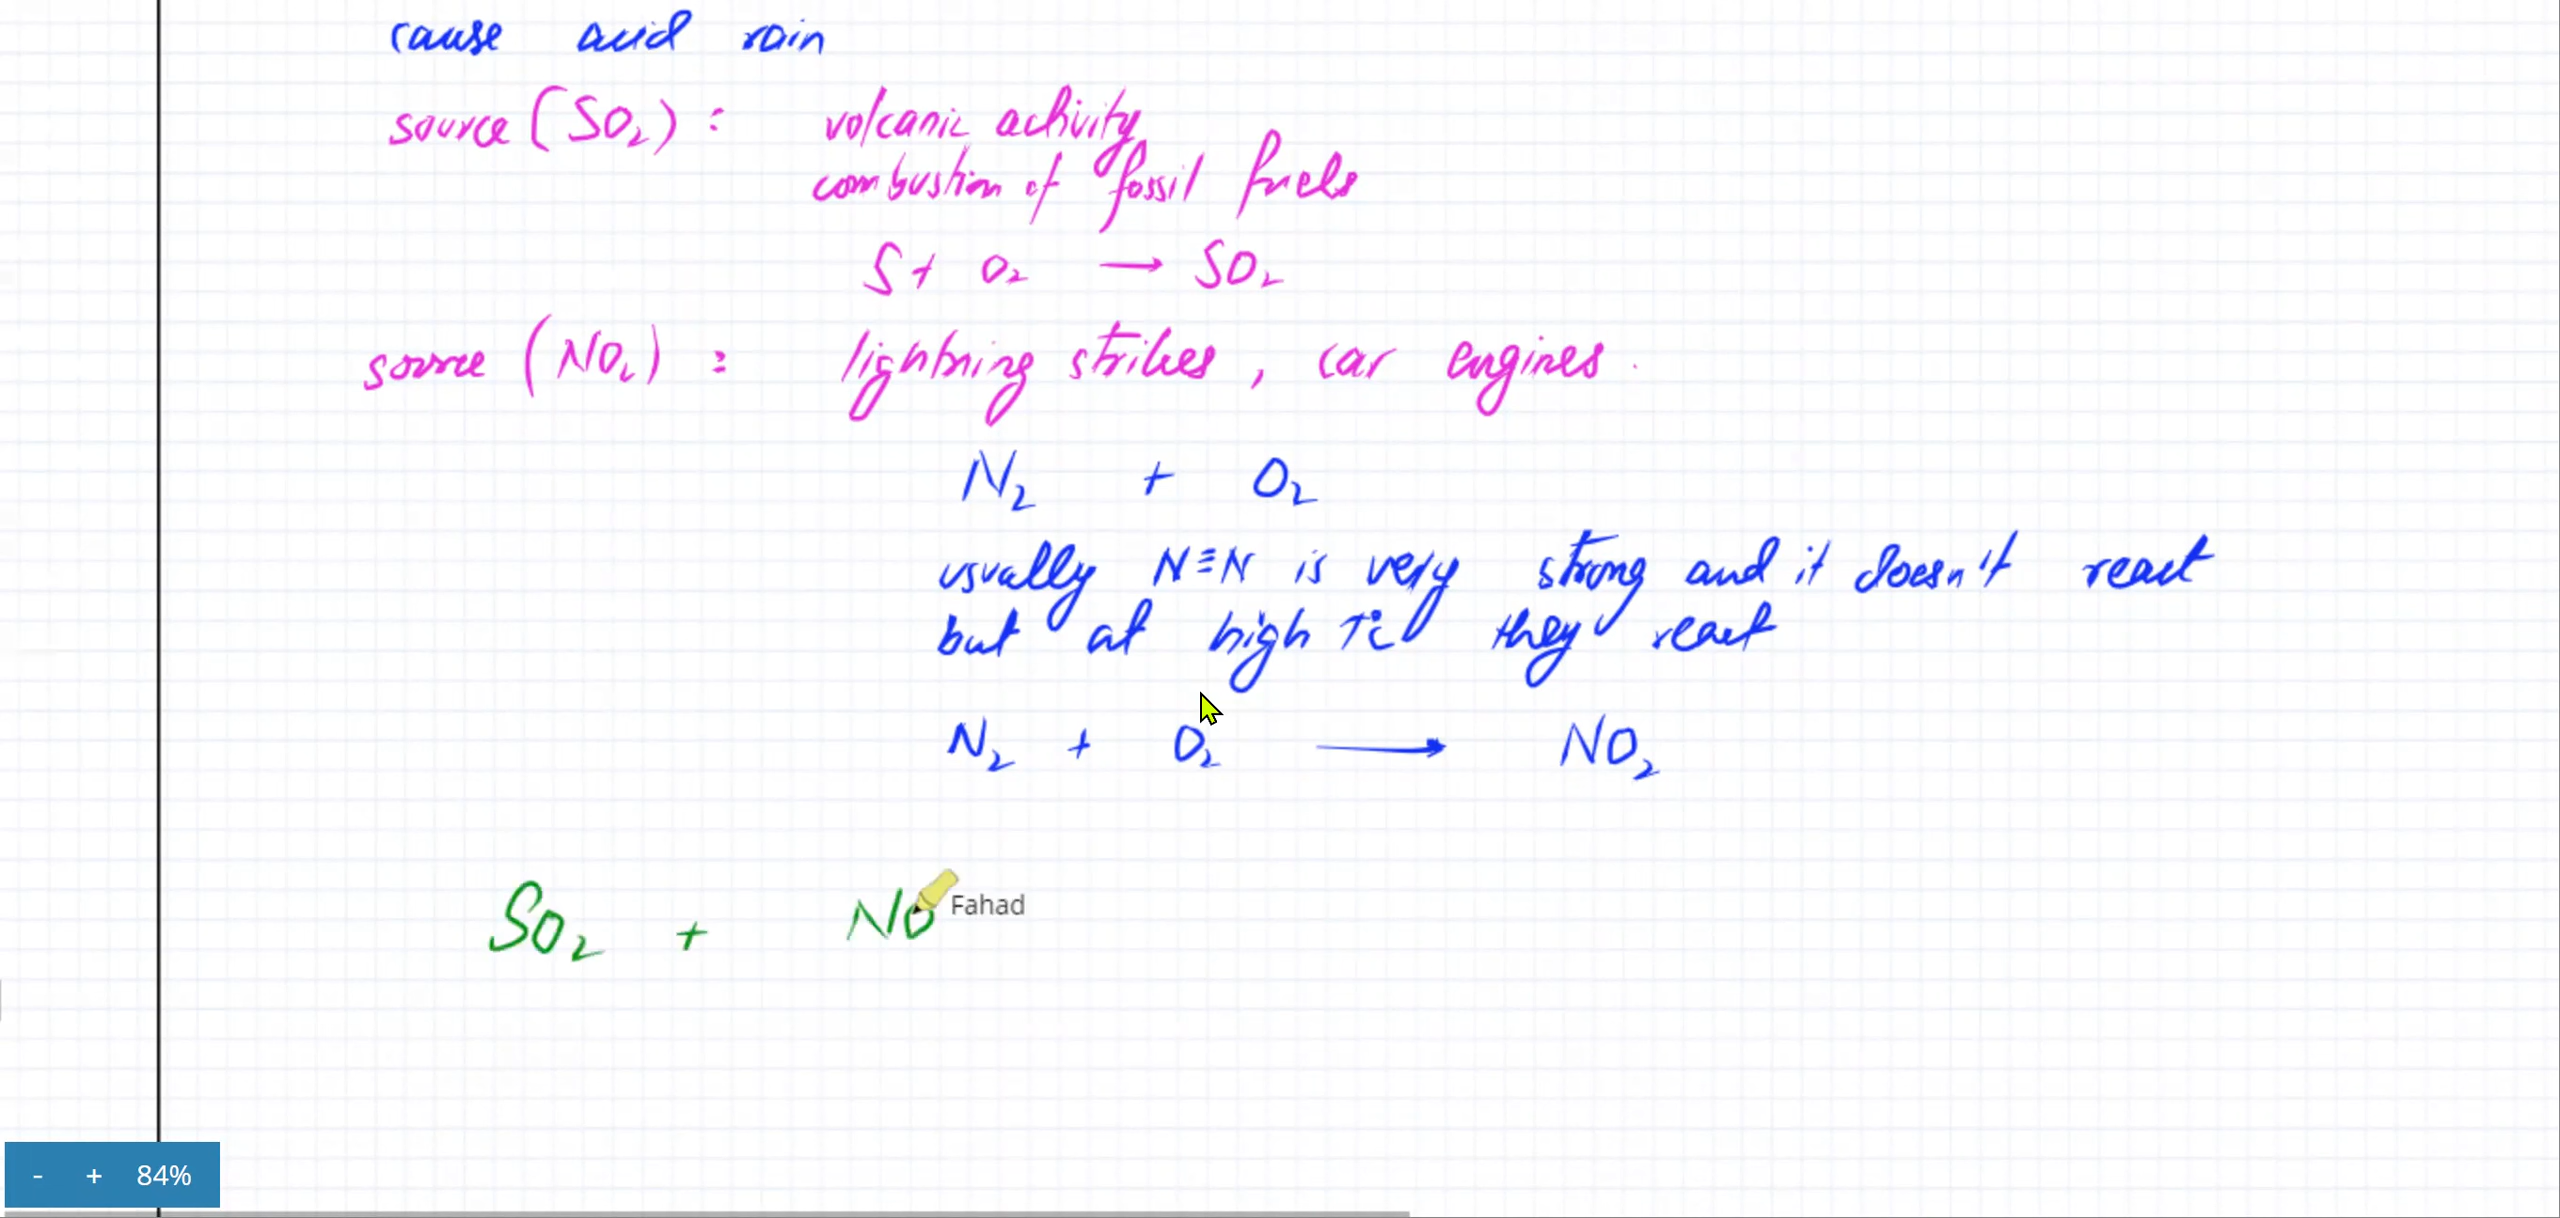 cause acid rain
source (SO₂) : volcanic activity
combustion of fossil fuels
S + O₂ → SO₂
source (NO₂) : lightning strikes , car engines .
N₂ + O₂
usually N≡N is very strong and it doesn't react
but at high T°C they react
N₂ + O₂ → NO₂
SO₂ + NO
Fahad
- + 84%